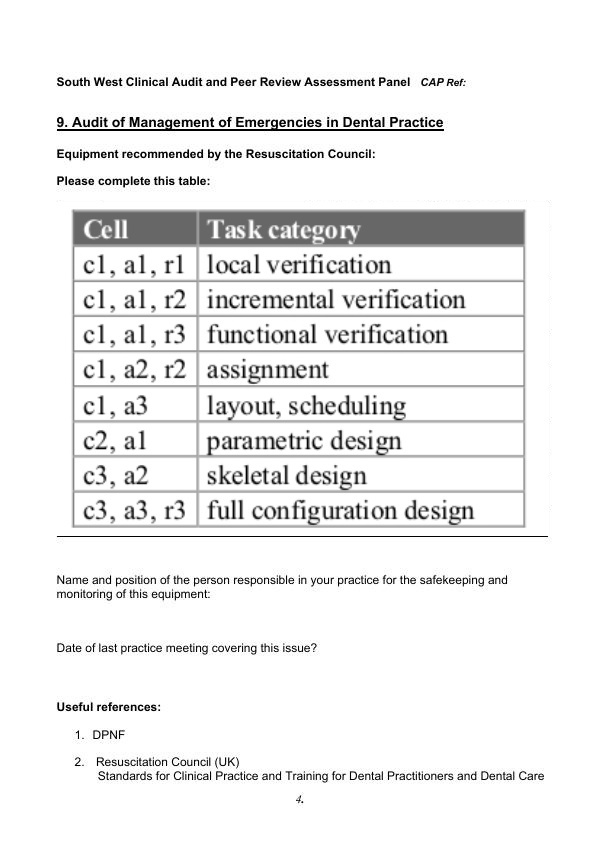 South West Clinical Audit and Peer Review Assessment Panel CAP Ref:
9. Audit of Management of Emergencies in Dental Practice
Equipment recommended by the Resuscitation Council:
Please complete this table:
Cell Task category
c1, a1, r1 local verification
c1, a1, r2 incremental verification
c1, a1, r3 functional verification
c1, a2, r2 assignment
c1, a3 layout, scheduling
c2, a1 parametric design
c3, a2 skeletal design
c3, a3, r3 full configuration design
Name and position of the person responsible in your practice for the safekeeping and
monitoring of this equipment:
Date of last practice meeting covering this issue?
Useful references:
1. DPNF
2. Resuscitation Council (UK)
Standards for Clinical Practice and Training for Dental Practitioners and Dental Care
4.